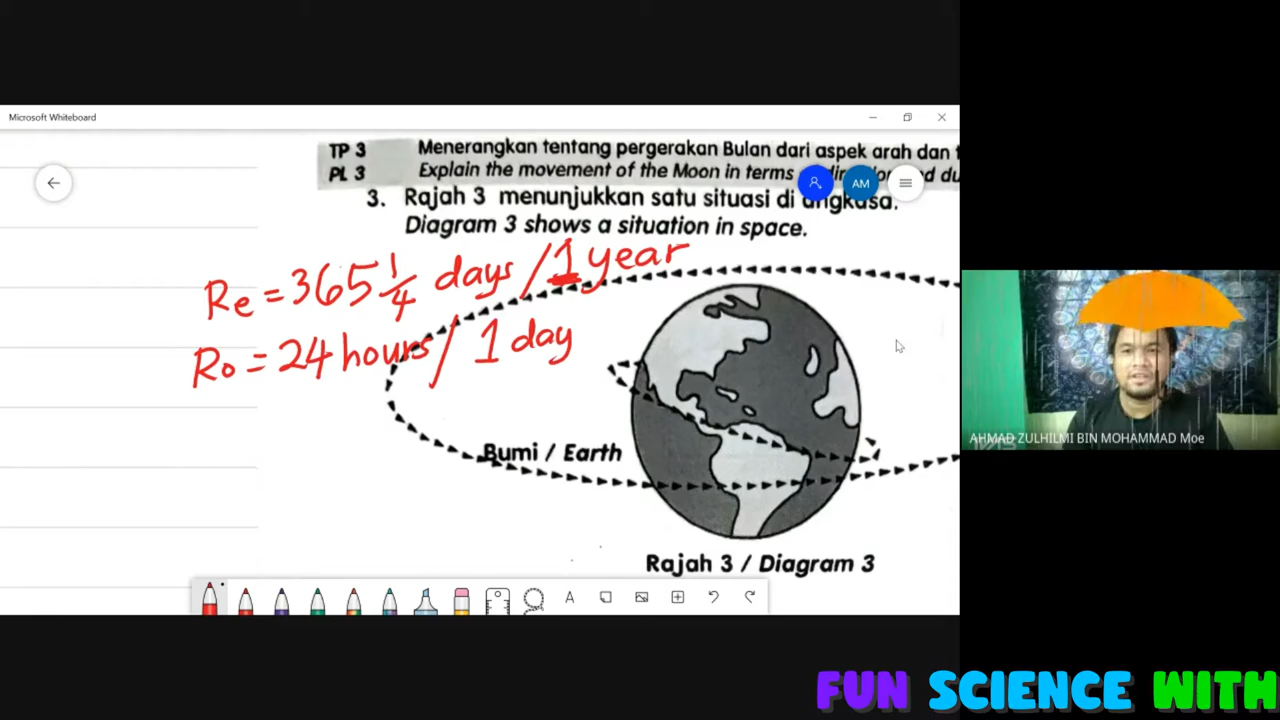 Microsoft Whiteboard
TP 3 Menerangkan tentang pergerakan Bulan dari aspek arah dan
PL 3 Explain the movement of the Moon in terms
AM
3. Rajah 3 menunjukkan satu situasi di angkasa.
Diagram 3 shows a situation in space.
Re = 365 1/4 days / 1 year
Ro = 24 hours / 1 day
Bumi / Earth
AHMAD ZULHILMI BIN MOHAMMAD Moe
Rajah 3 / Diagram 3
FUN SCIENCE WITH